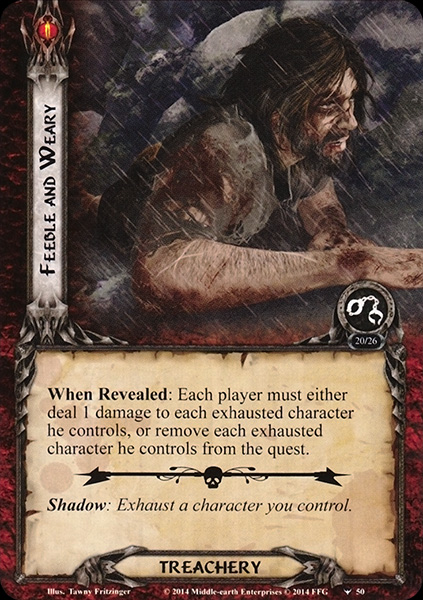 FEEBLE AND WEARY
20/26
When Revealed: Each player must either
deal 1 damage to each exhausted character
he controls, or remove each exhausted
character he controls from the quest.
Shadow: Exhaust a character you control.
TREACHERY
Illus. Tawny Fritzinger © 2014 Middle-earth Enterprises © 2014 FFG 50